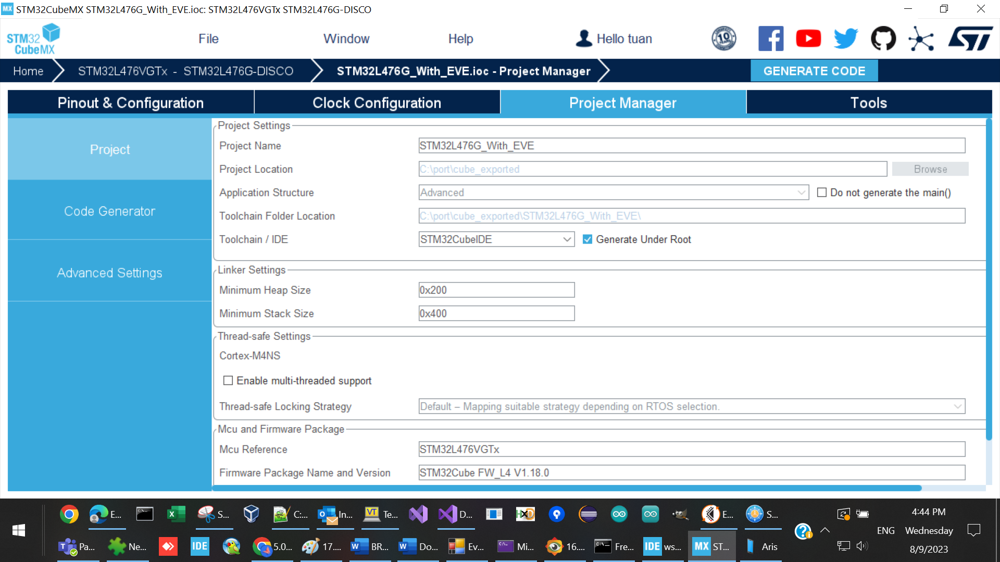 MX STM32CubeMX STM32L476G_With_EVE.ioc: STM32L476VGTx STM32L476G-DISCO
STM32
CubeMX
File
Window
Help
Hello tuan
10
ST
Home
STM32L476VGTx - STM32L476G-DISCO
STM32L476G_With_EVE.ioc - Project Manager
GENERATE CODE
Pinout & Configuration
Clock Configuration
Project Manager
Tools
Project
Code Generator
Advanced Settings
Project Settings
Project Name
STM32L476G_With_EVE
Project Location
C:\port\cube_exported
Browse
Application Structure
Advanced
Do not generate the main()
Toolchain Folder Location
C:\port\cube_exported\STM32L476G_With_EVE\
Toolchain / IDE
STM32CubeIDE
Generate Under Root
Linker Settings
Minimum Heap Size
0x200
Minimum Stack Size
0x400
Thread-safe Settings
Cortex-M4NS
Enable multi-threaded support
Thread-safe Locking Strategy
Default – Mapping suitable strategy depending on RTOS selection.
Mcu and Firmware Package
Mcu Reference
STM32L476VGTx
Firmware Package Name and Version
STM32Cube FW_L4 V1.18.0
E...
S...
C:...
In...
VT
Te...
D...
HxD
E...
S...
4:44 PM
Pa...
Ne...
IDE
5.0...
17....
BR...
Do...
Ev...
Mi...
16....
Fre...
IDE ws...
MX ST...
Aris
ENG
Wednesday
8/9/2023